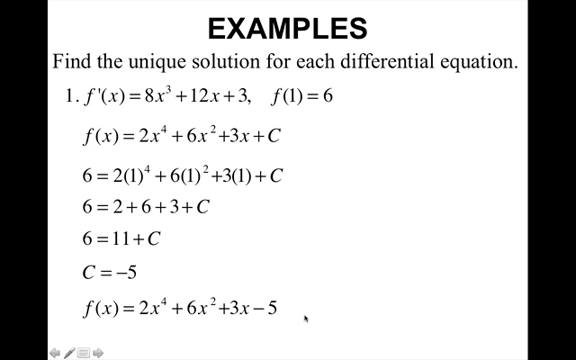 EXAMPLES
Find the unique solution for each differential equation.
1. f'(x) = 8x³ + 12x + 3, f(1) = 6
f(x) = 2x⁴ + 6x² + 3x + C
6 = 2(1)⁴ + 6(1)² + 3(1) + C
6 = 2 + 6 + 3 + C
6 = 11 + C
C = −5
f(x) = 2x⁴ + 6x² + 3x − 5